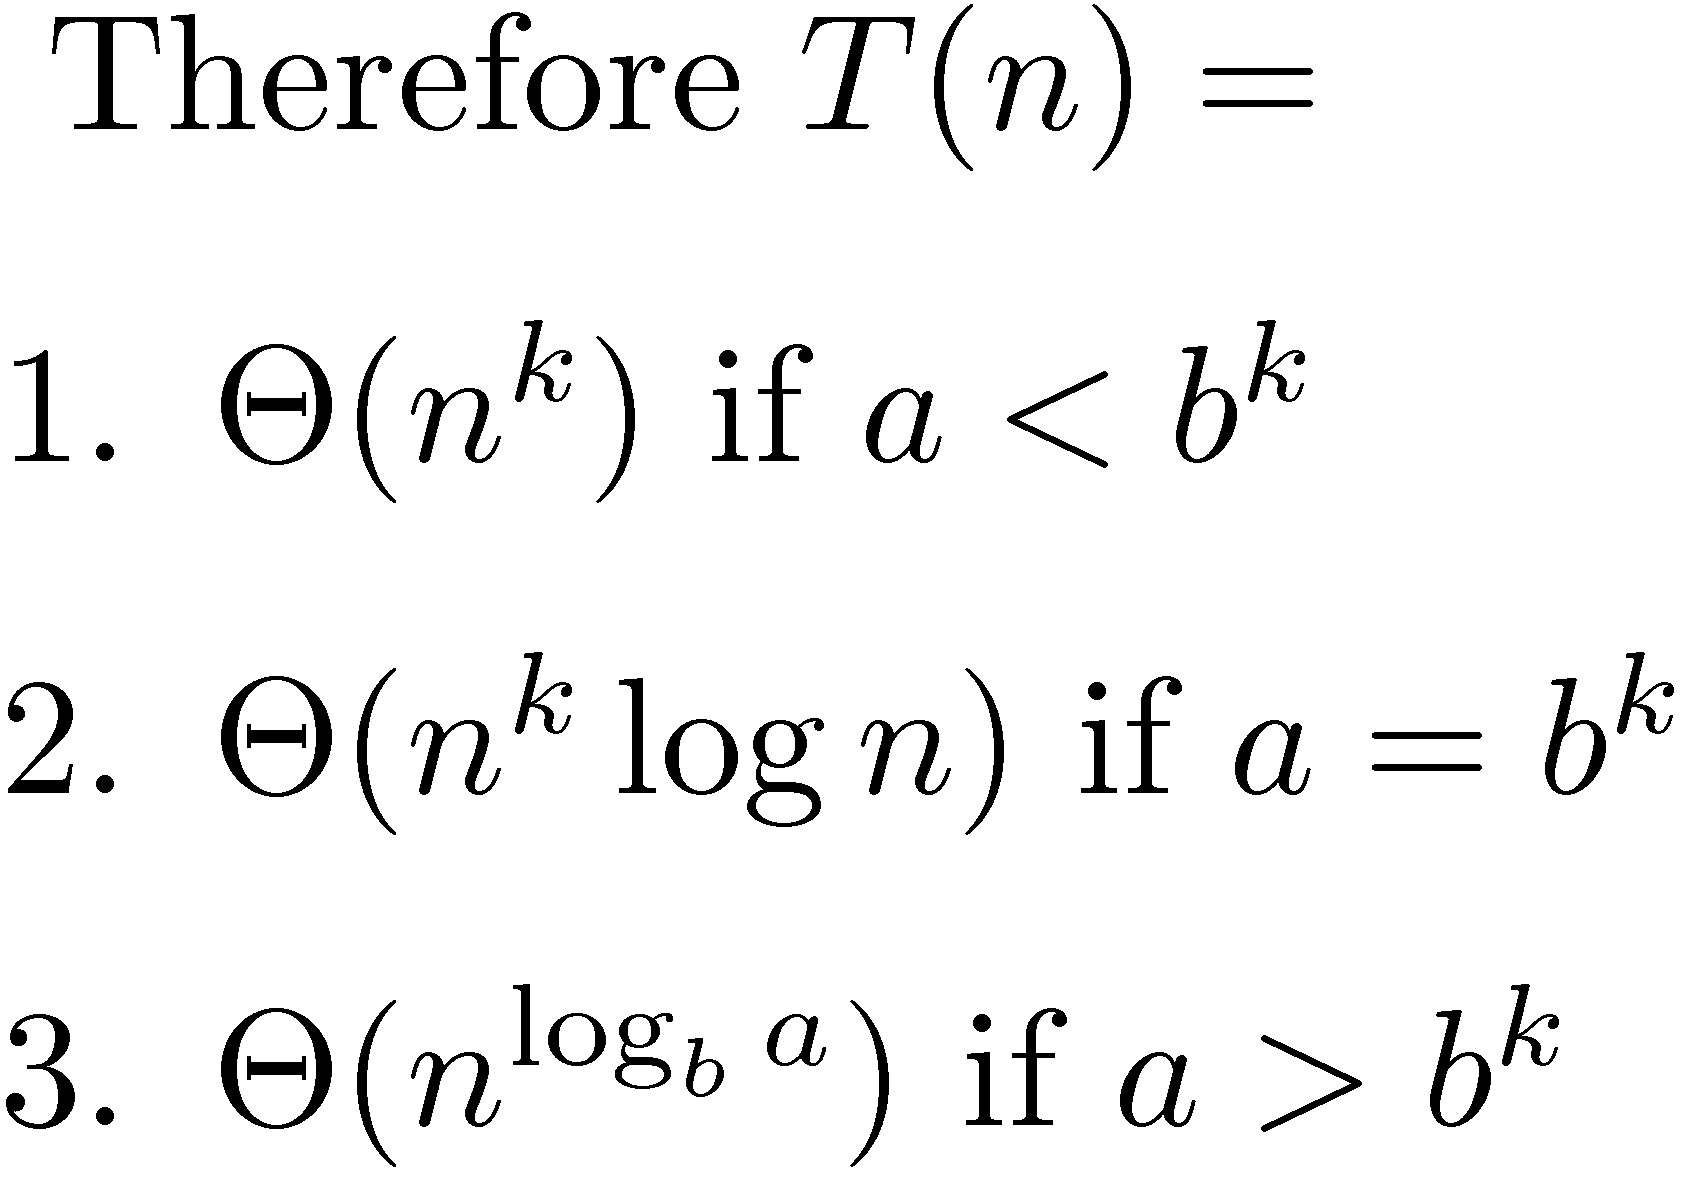 Therefore T(n) =
1. Θ(n^k) if a < b^k
2. Θ(n^k log n) if a = b^k
3. Θ(n^{log_b a}) if a > b^k